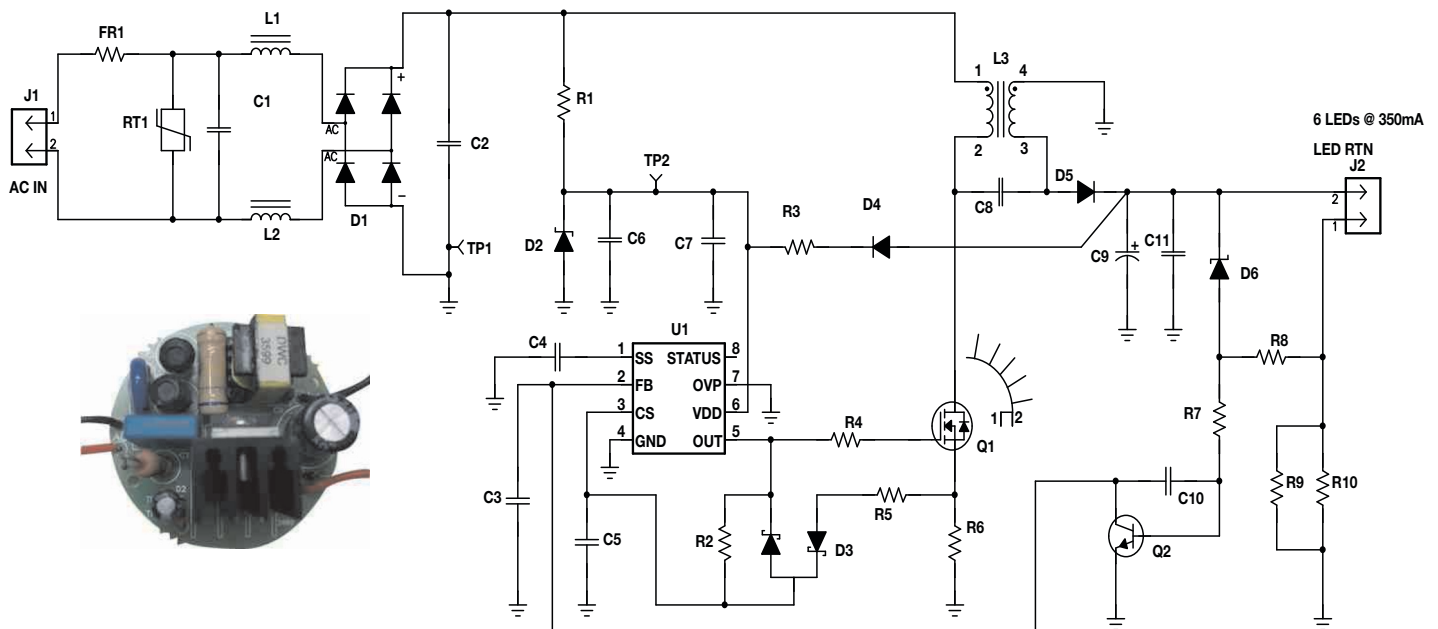 FR1
L1
J1
1
2
AC IN
RT1
C1
AC
AC
+
−
D1
L2
C2
TP1
R1
TP2
D2
C6
C7
R3
D4
L3
1
4
2
3
C8
D5
C9
+
C11
D6
6 LEDs @ 350mA
LED RTN
J2
2
1
R8
R7
R9
R10
C10
Q2
U1
1 SS STATUS 8
2 FB OVP 7
3 CS VDD 6
4 GND OUT 5
C4
C3
C5
R4
Q1
1 2
R2
D3
R5
R6
DWC
3599
D2